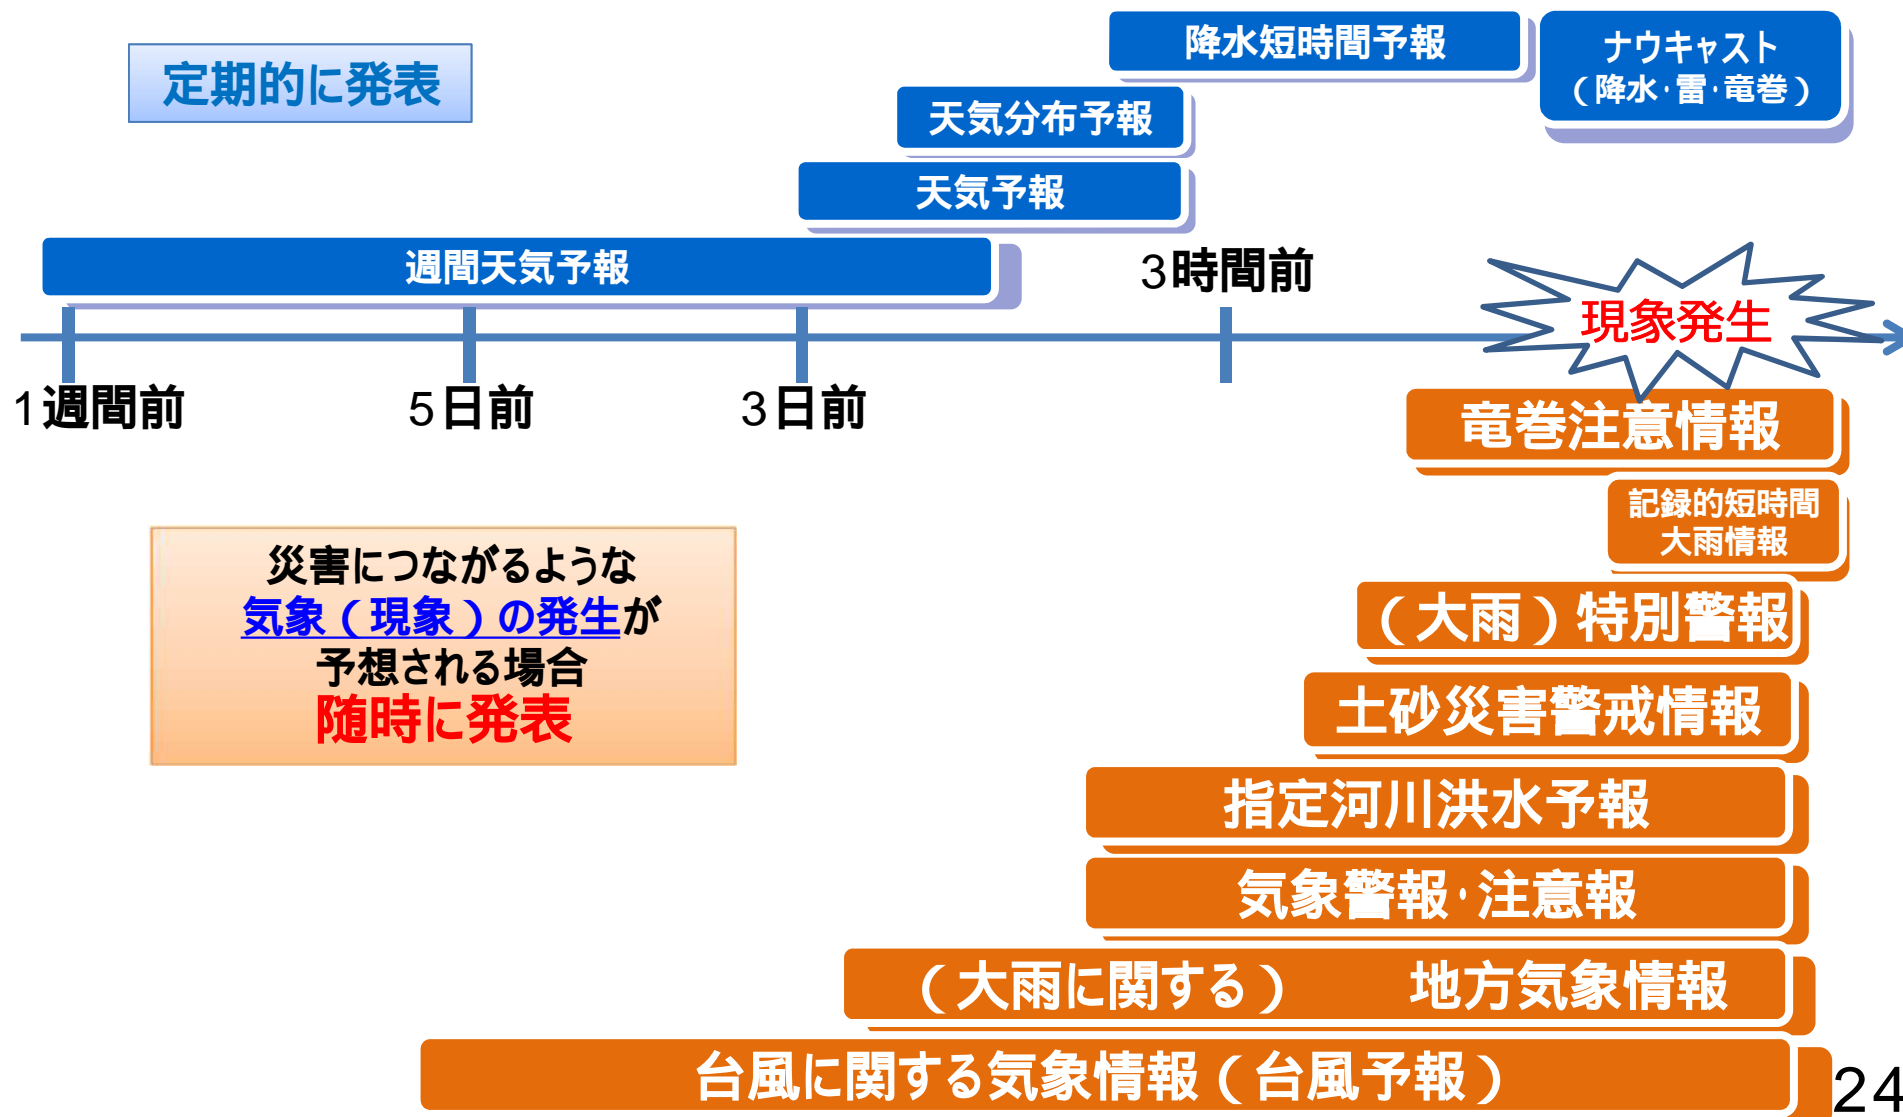 定期的に発表
降水短時間予報
ナウキャスト
（降水･雷･竜巻）
天気分布予報
天気予報
週間天気予報
3時間前
現象発生
1週間前
5日前
3日前
竜巻注意情報
記録的短時間
大雨情報
災害につながるような
気象（現象）の発生が
予想される場合
随時に発表
（大雨）特別警報
土砂災害警戒情報
指定河川洪水予報
気象警報･注意報
（大雨に関する）　地方気象情報
台風に関する気象情報（台風予報）
24